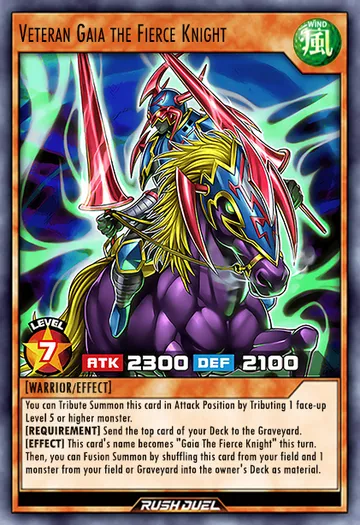 Veteran Gaia the Fierce Knight
WIND
風
LEVEL
7
ATK 2300 DEF 2100
[WARRIOR/EFFECT]
You can Tribute Summon this card in Attack Position by Tributing 1 face-up
Level 5 or higher monster.
[REQUIREMENT] Send the top card of your Deck to the Graveyard.
[EFFECT] This card's name becomes "Gaia The Fierce Knight" this turn.
Then, you can Fusion Summon by shuffling this card from your field and 1
monster from your field or Graveyard into the owner's Deck as material.
RUSH DUEL